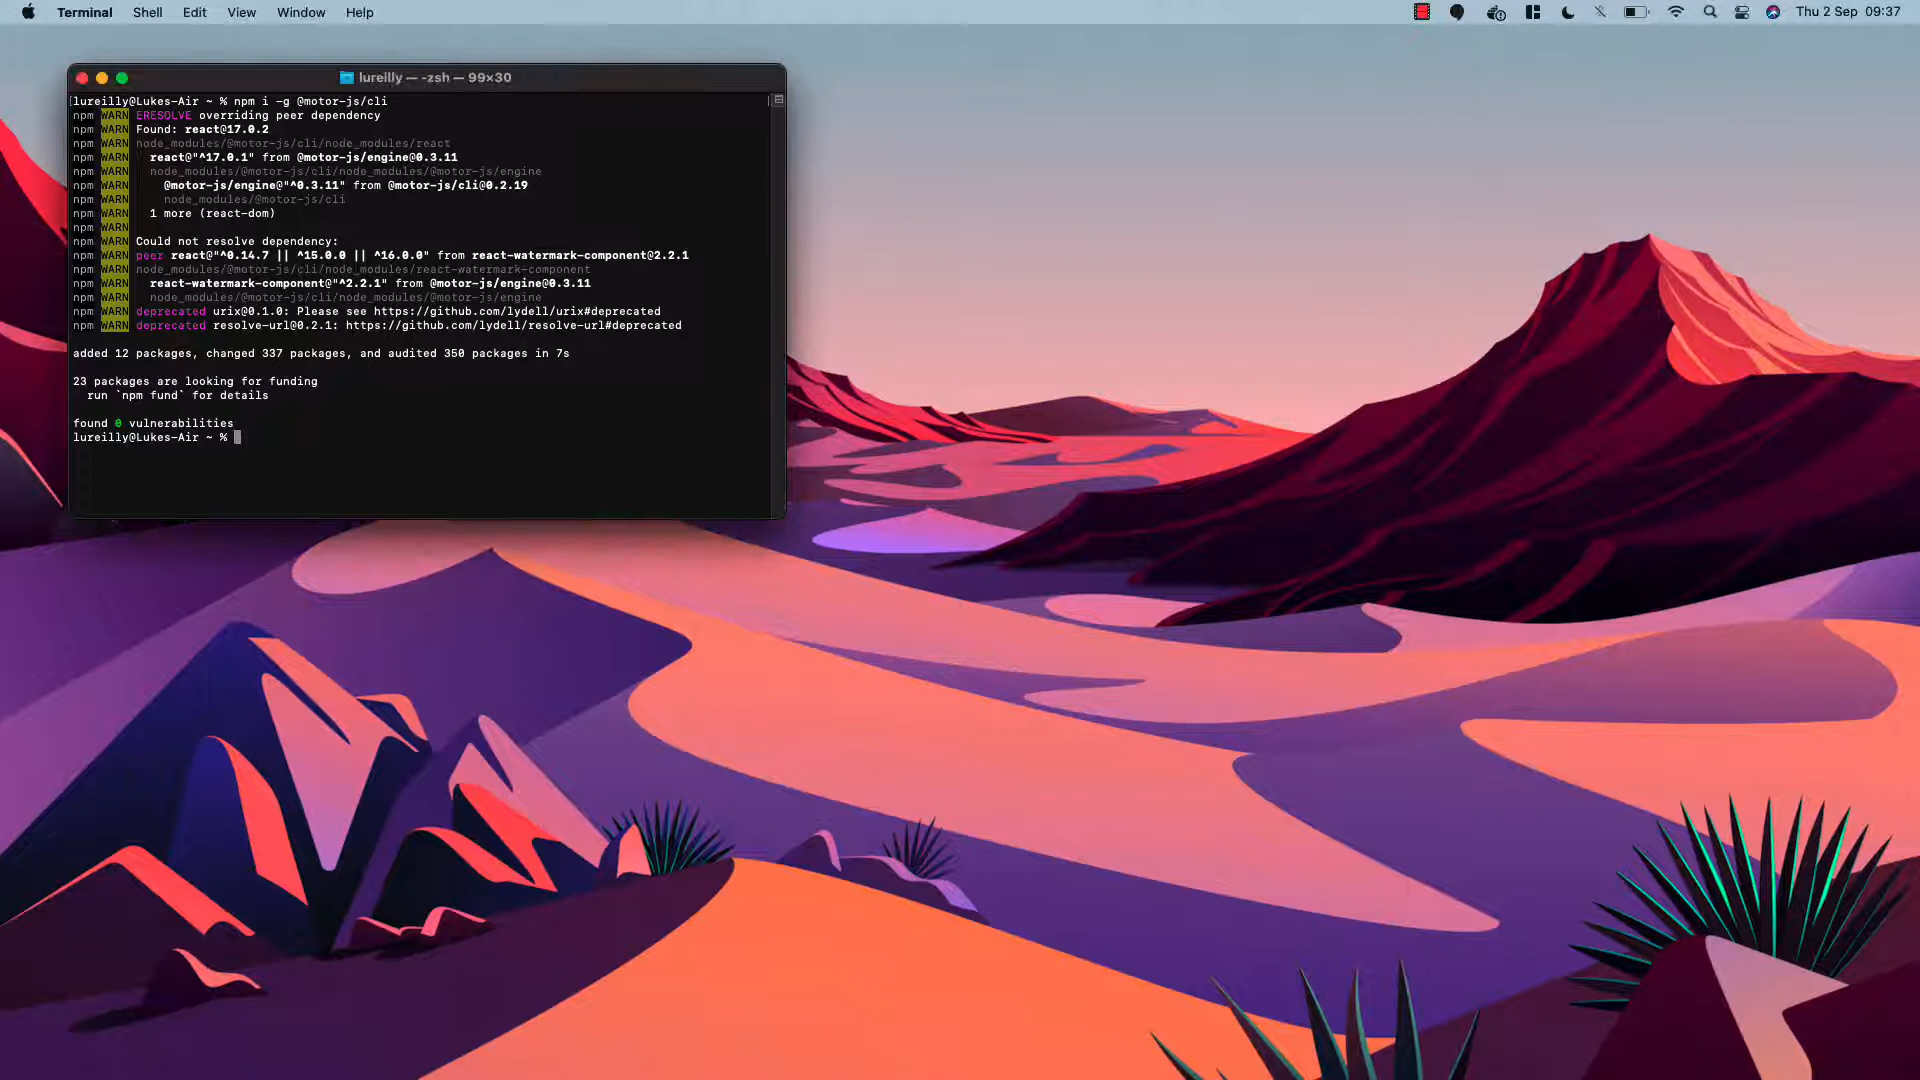 Terminal Shell Edit View Window Help
Thu 2 Sep 09:37
lureilly — -zsh — 99×30
lureilly@Lukes-Air ~ % npm i -g @motor-js/cli
npm WARN ERESOLVE overriding peer dependency
npm WARN Found: react@17.0.2
npm WARN node_modules/@motor-js/cli/node_modules/react
npm WARN   react@"^17.0.1" from @motor-js/engine@0.3.11
npm WARN   node_modules/@motor-js/cli/node_modules/@motor-js/engine
npm WARN     @motor-js/engine@"^0.3.11" from @motor-js/cli@0.2.19
npm WARN     node_modules/@motor-js/cli
npm WARN   1 more (react-dom)
npm WARN
npm WARN Could not resolve dependency:
npm WARN peer react@"^0.14.7 || ^15.0.0 || ^16.0.0" from react-watermark-component@2.2.1
npm WARN node_modules/@motor-js/cli/node_modules/react-watermark-component
npm WARN   react-watermark-component@"^2.2.1" from @motor-js/engine@0.3.11
npm WARN   node_modules/@motor-js/cli/node_modules/@motor-js/engine
npm WARN deprecated urix@0.1.0: Please see https://github.com/lydell/urix#deprecated
npm WARN deprecated resolve-url@0.2.1: https://github.com/lydell/resolve-url#deprecated
added 12 packages, changed 337 packages, and audited 350 packages in 7s
23 packages are looking for funding
  run `npm fund` for details
found 0 vulnerabilities
lureilly@Lukes-Air ~ %